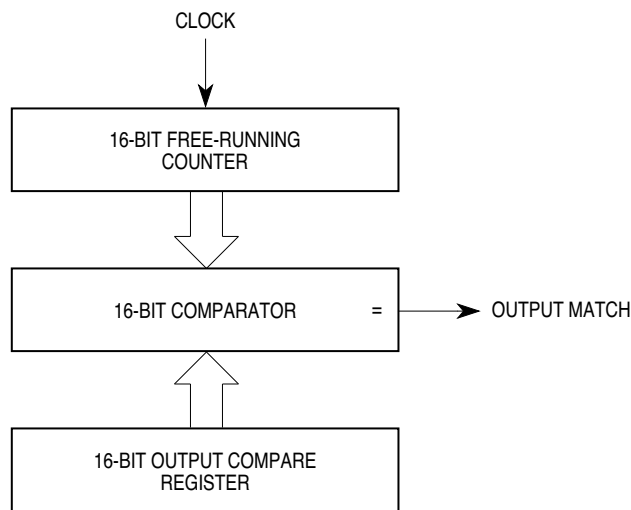 CLOCK
16-BIT FREE-RUNNING
COUNTER
16-BIT COMPARATOR =
OUTPUT MATCH
16-BIT OUTPUT COMPARE
REGISTER